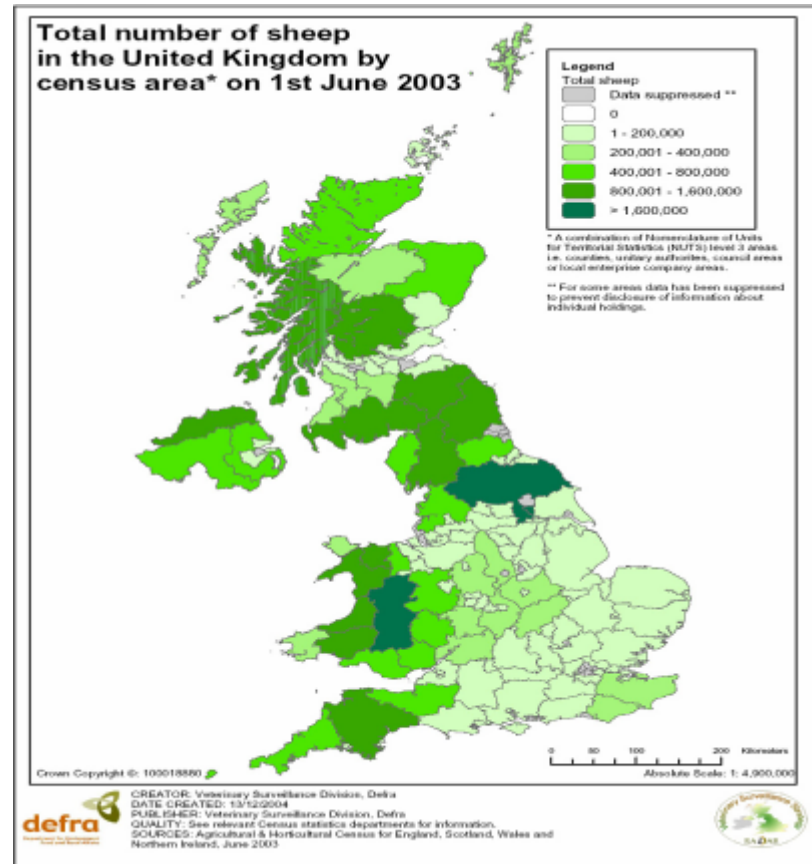 Total number of sheep
in the United Kingdom by
census area* on 1st June 2003
Legend
Total sheep
Data suppressed **
0
1 - 200,000
200,001 - 400,000
400,001 - 800,000
800,001 - 1,600,000
> 1,600,000
* A combination of Nomenclature of Units
for Territorial Statistics (NUTS) level 3 areas
i.e. counties, unitary authorities, council areas
or local enterprise company areas.
** For some areas data has been suppressed
to prevent disclosure of information about
individual holdings.
0 50 100 200 Kilometers
Crown Copyright ©: 100018880
Absolute Scale: 1: 4,900,000
CREATOR: Veterinary Surveillance Division, Defra
DATE CREATED: 13/12/2004
PUBLISHER: Veterinary Surveillance Division, Defra
QUALITY: See relevant Census statistics departments for information.
SOURCES: Agricultural & Horticultural Census for England, Scotland, Wales and
Northern Ireland, June 2003
defra